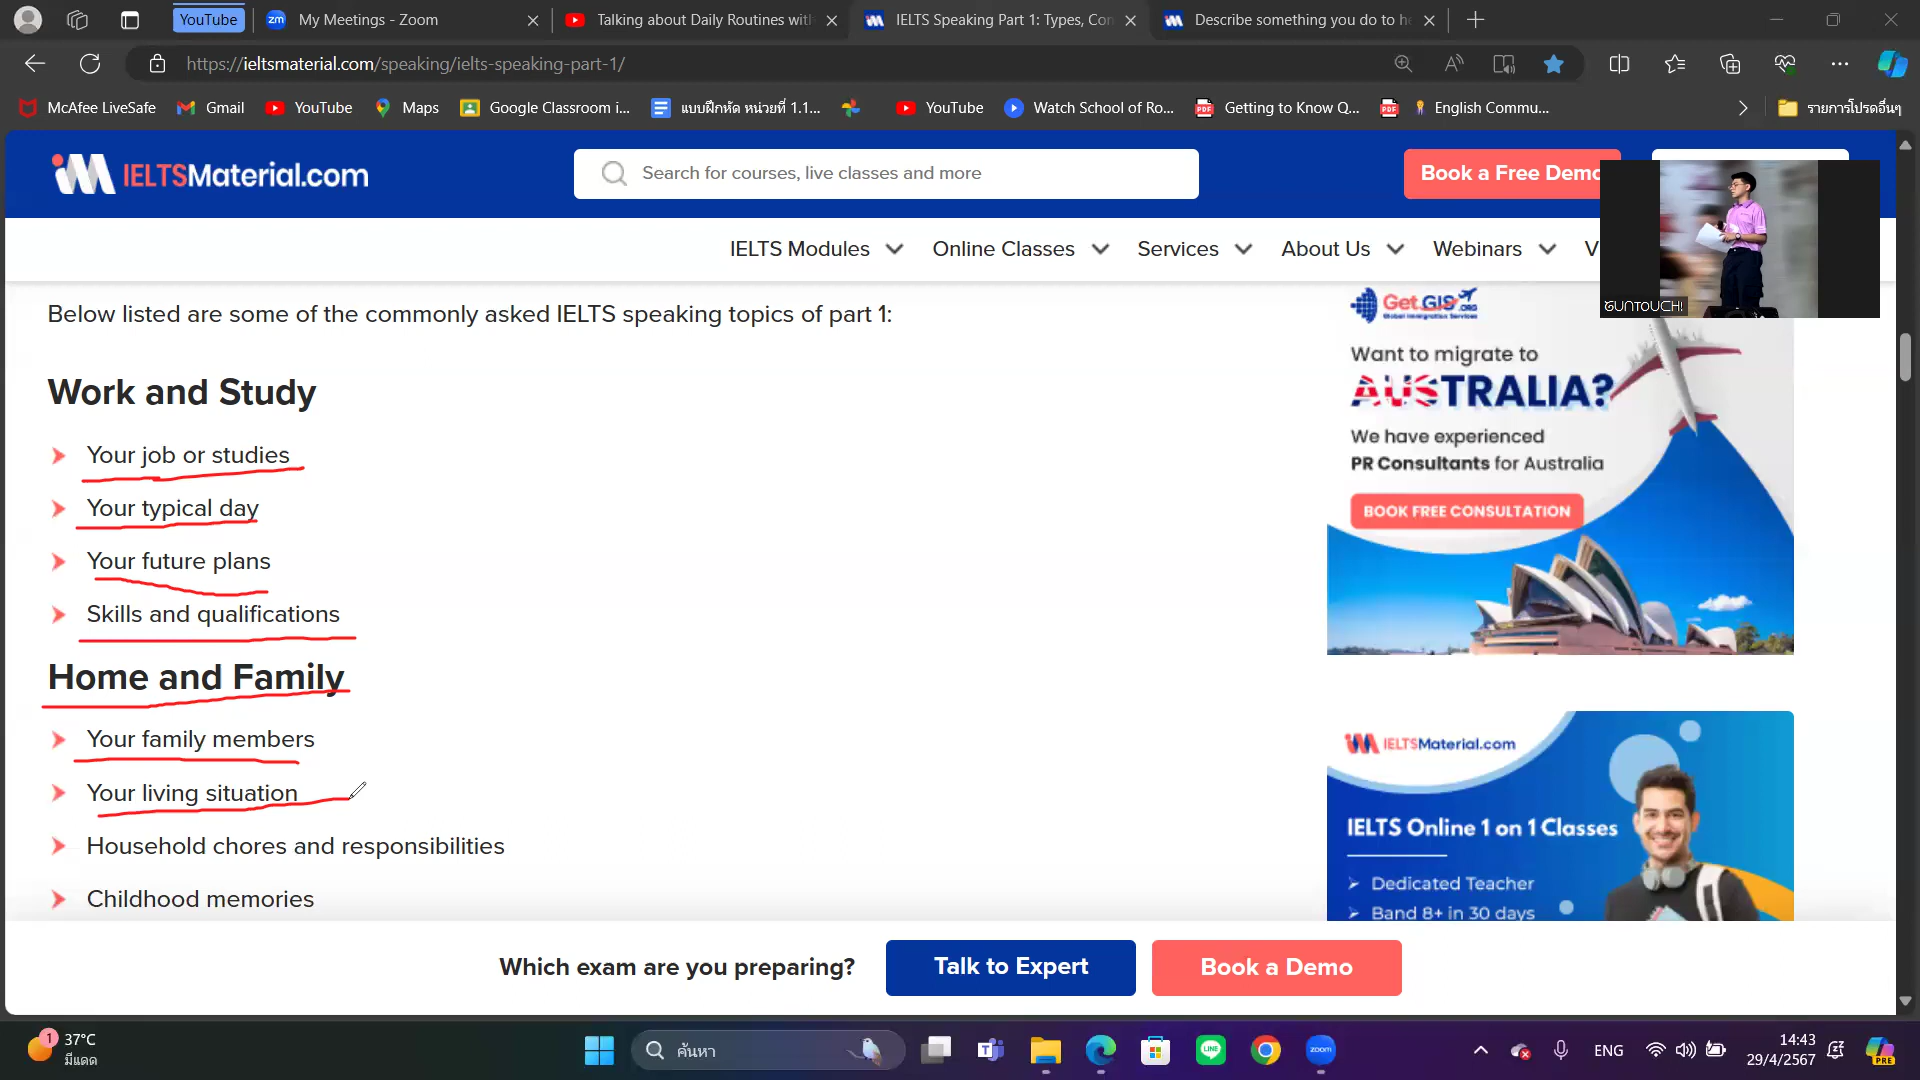 YouTube
My Meetings - Zoom
Talking about Daily Routines wit
IELTS Speaking Part 1: Types, Con
Describe something you do to he
https://ieltsmaterial.com/speaking/ielts-speaking-part-1/
McAfee LiveSafe
Gmail
YouTube
Maps
Google Classroom i...
แบบฝึกหัด หน่วยที่ 1.1...
YouTube
Watch School of Ro...
Getting to Know Q...
English Commu...
รายการโปรดอื่นๆ
IELTSMaterial.com
Search for courses, live classes and more
Book a Free Demo
IELTS Modules
Online Classes
Services
About Us
Webinars
V
GUNTOUCH!
Below listed are some of the commonly asked IELTS speaking topics of part 1:
Work and Study
Your job or studies
Your typical day
Your future plans
Skills and qualifications
Home and Family
Your family members
Your living situation
Household chores and responsibilities
Childhood memories
Get GIS .ORG
Global Immigration Services
Want to migrate to
AUSTRALIA?
We have experienced
PR Consultants for Australia
BOOK FREE CONSULTATION
IELTSMaterial.com
IELTS Online 1 on 1 Classes
Dedicated Teacher
Band 8+ in 30 days
Which exam are you preparing?
Talk to Expert
Book a Demo
1
37°C
มีแดด
ค้นหา
LINE
zoom
ENG
14:43
29/4/2567
PRE